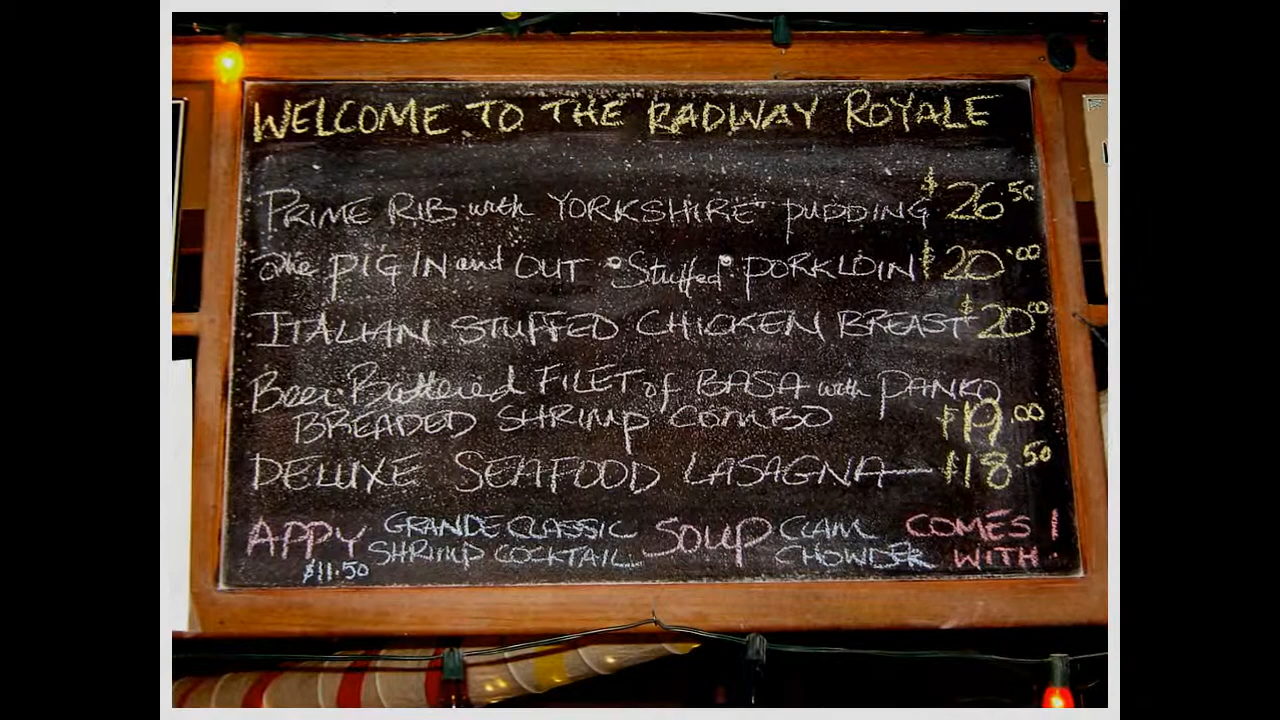 WELCOME TO THE RADWAY ROYALE
PRIME RIB with YORKSHIRE PUDDING $26.50
The PIG IN and OUT "Stuffed" PORKLOIN $20.00
ITALIAN STUFFED CHICKEN BREAST $20.00
Beer Battered FILET of BASA with PANKO
BREADED SHRIMP COMBO $19.00
DELUXE SEAFOOD LASAGNA — $18.50
APPY GRANDE CLASSIC SOUP CLAM COMES !
$11.50 SHRIMP COCKTAIL... CHOWDER WITH